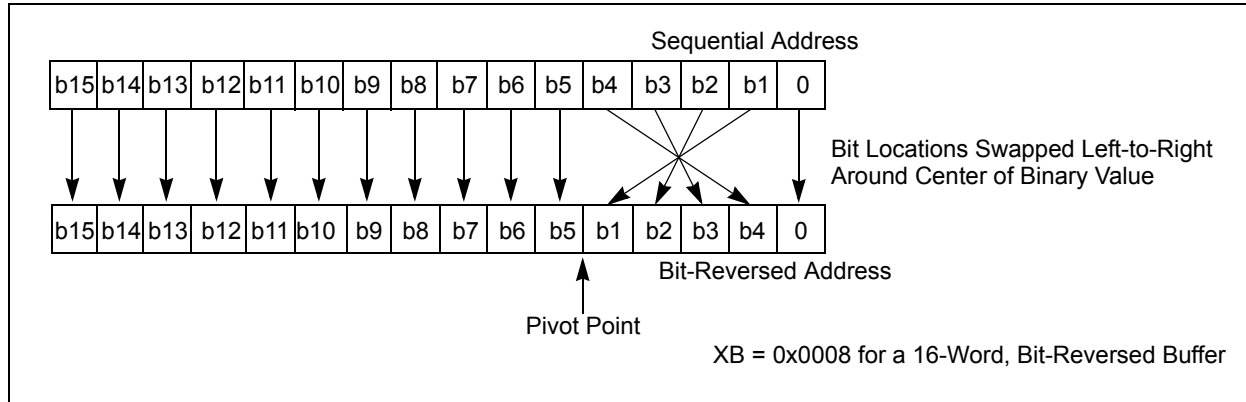 Sequential Address
b15 b14 b13 b12 b11 b10 b9 b8 b7 b6 b5 b4 b3 b2 b1 0
Bit Locations Swapped Left-to-Right
Around Center of Binary Value
b15 b14 b13 b12 b11 b10 b9 b8 b7 b6 b5 b1 b2 b3 b4 0
Bit-Reversed Address
Pivot Point
XB = 0x0008 for a 16-Word, Bit-Reversed Buffer